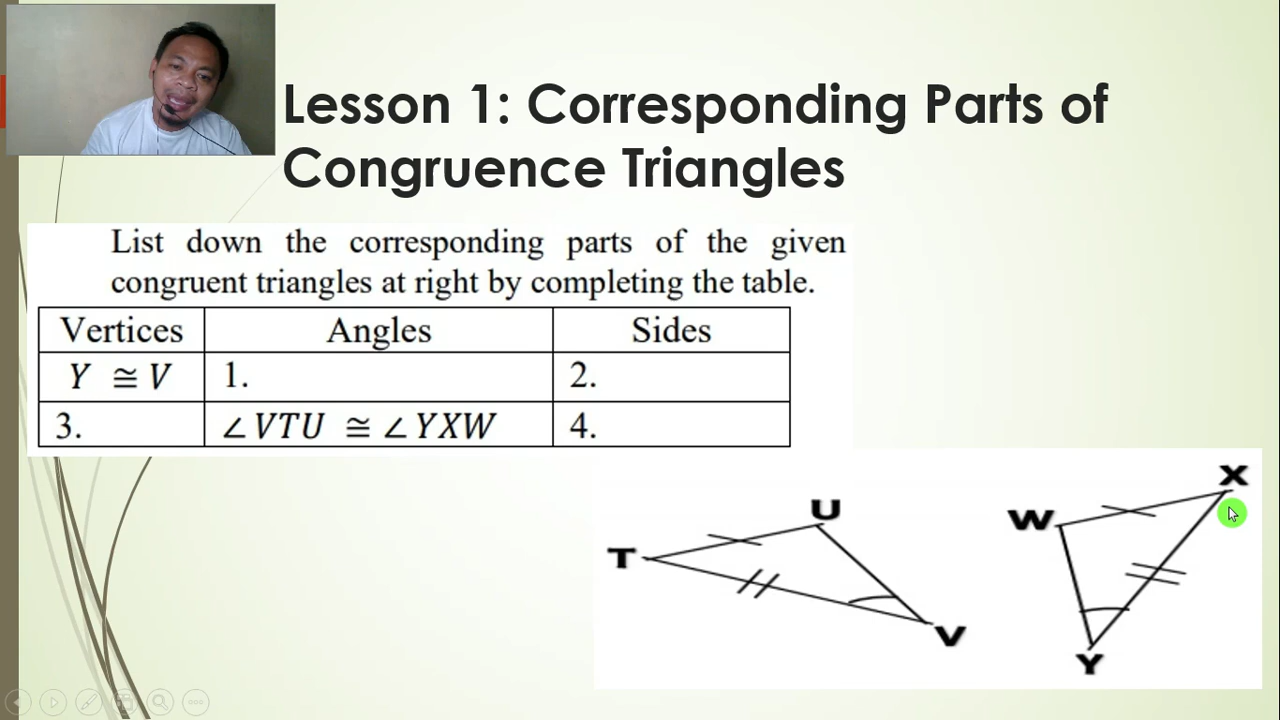 Lesson 1: Corresponding Parts of
Congruence Triangles
List down the corresponding parts of the given
congruent triangles at right by completing the table.
Vertices Angles Sides
Y ≅ V 1. 2.
3. ∠VTU ≅ ∠YXW 4.
X
U
W
T
V
Y